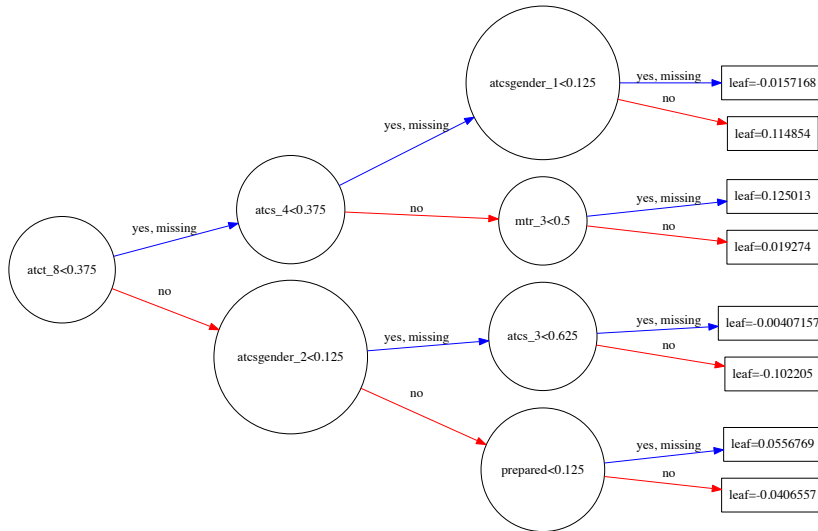 atcsgender_1<0.125
yes, missing
leaf=-0.0157168
no
leaf=0.114854
yes, missing
atcs_4<0.375
no
mtr_3<0.5
yes, missing
leaf=0.125013
no
leaf=0.019274
yes, missing
atct_8<0.375
no
atcsgender_2<0.125
yes, missing
atcs_3<0.625
yes, missing
leaf=-0.00407157
no
leaf=-0.102205
no
prepared<0.125
yes, missing
leaf=0.0556769
no
leaf=-0.0406557